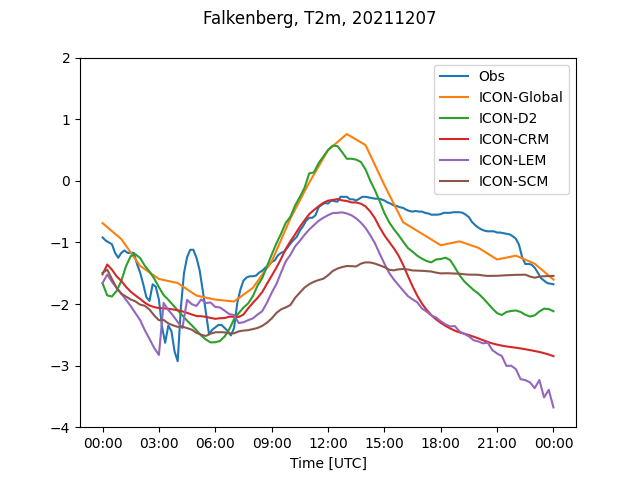 Falkenberg, T2m, 20211207
2
1
0
−1
−2
−3
−4
Obs
ICON-Global
ICON-D2
ICON-CRM
ICON-LEM
ICON-SCM
00:00 03:00 06:00 09:00 12:00 15:00 18:00 21:00 00:00
Time [UTC]